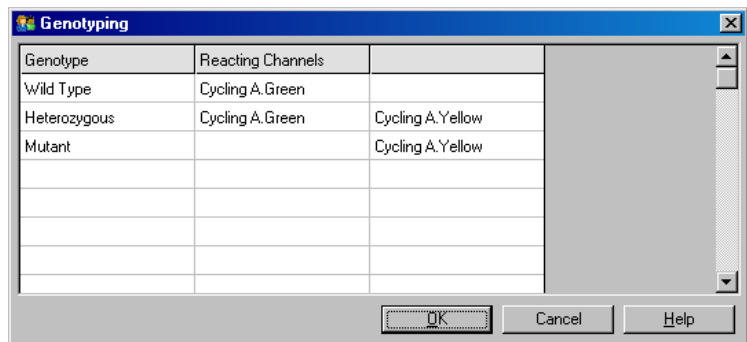 Genotyping
Genotype Reacting Channels
Wild Type Cycling A.Green
Heterozygous Cycling A.Green Cycling A.Yellow
Mutant Cycling A.Yellow
OK Cancel Help